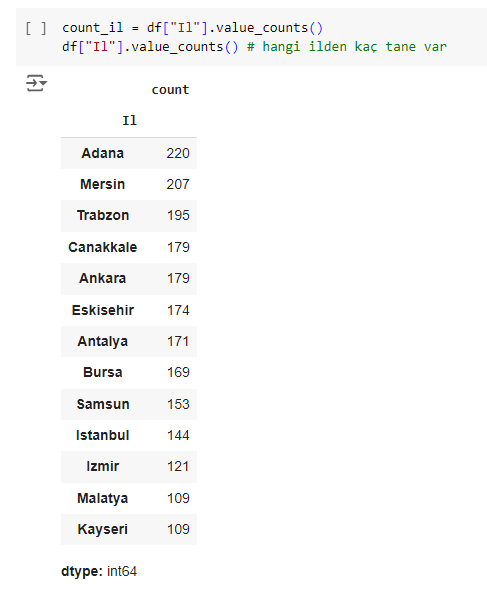 [ ] count_il = df["Il"].value_counts()
df["Il"].value_counts() # hangi ilden kaç tane var
count
Il
Adana 220
Mersin 207
Trabzon 195
Canakkale 179
Ankara 179
Eskisehir 174
Antalya 171
Bursa 169
Samsun 153
Istanbul 144
Izmir 121
Malatya 109
Kayseri 109
dtype: int64